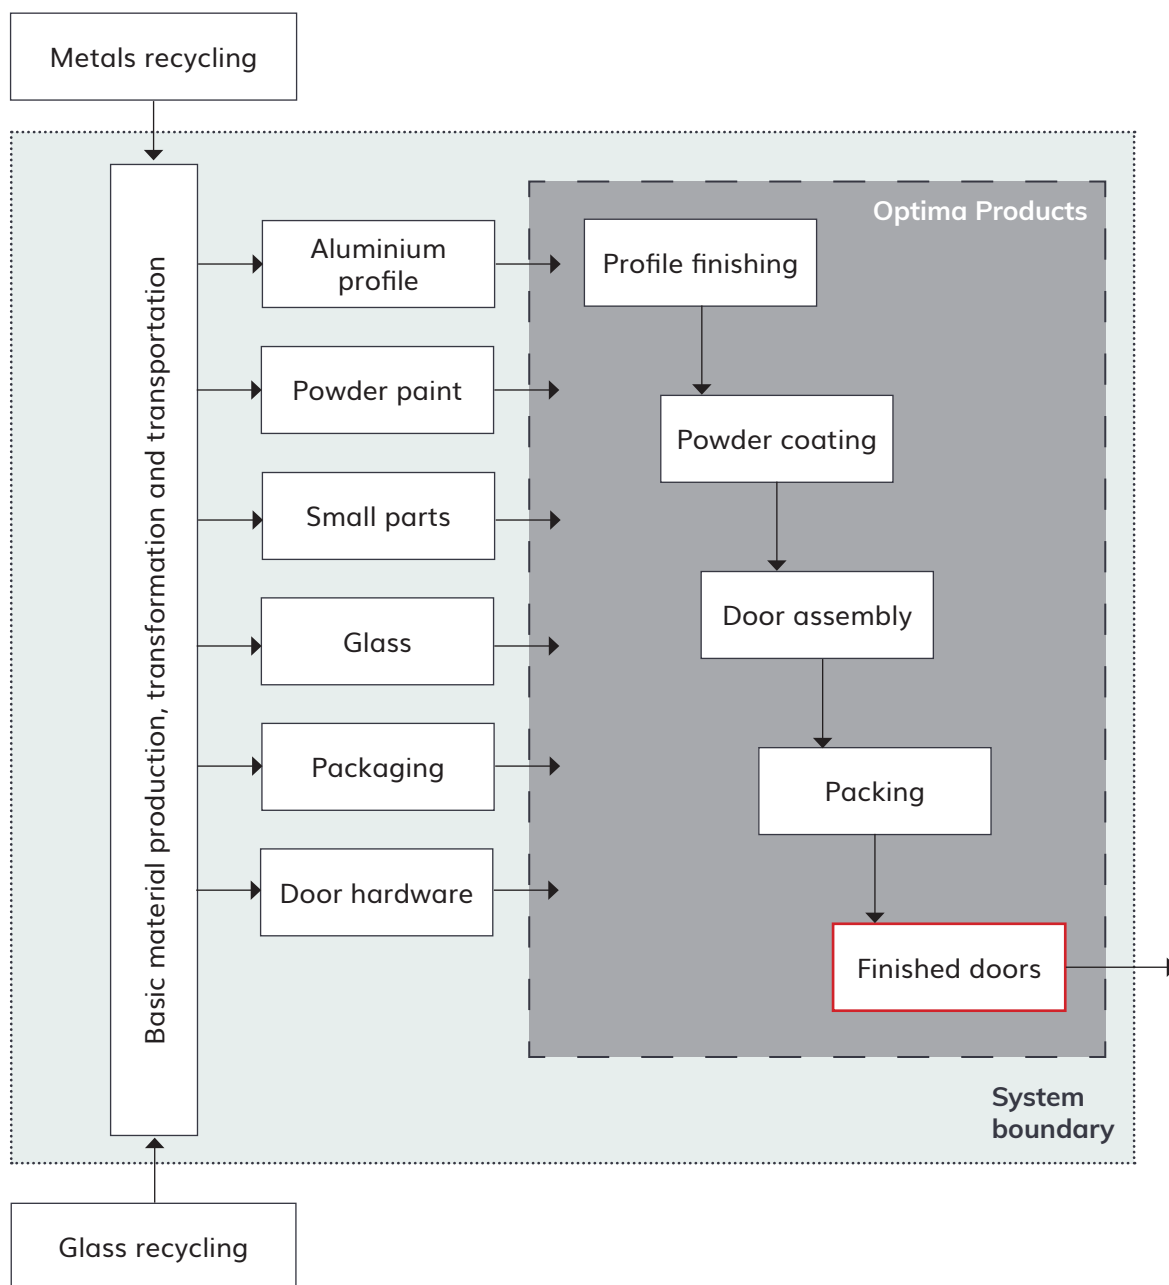 Metals recycling
Optima Products
Basic material production, transformation and transportation
Aluminium
profile
Profile finishing
Powder paint
Powder coating
Small parts
Door assembly
Glass
Packaging
Packing
Door hardware
Finished doors
System
boundary
Glass recycling